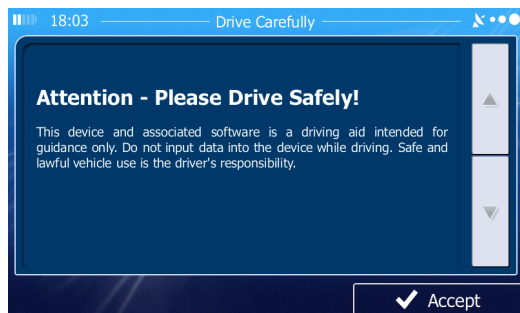 18:03 Drive Carefully
Attention - Please Drive Safely!
This device and associated software is a driving aid intended for
guidance only. Do not input data into the device while driving. Safe and
lawful vehicle use is the driver's responsibility.
Accept